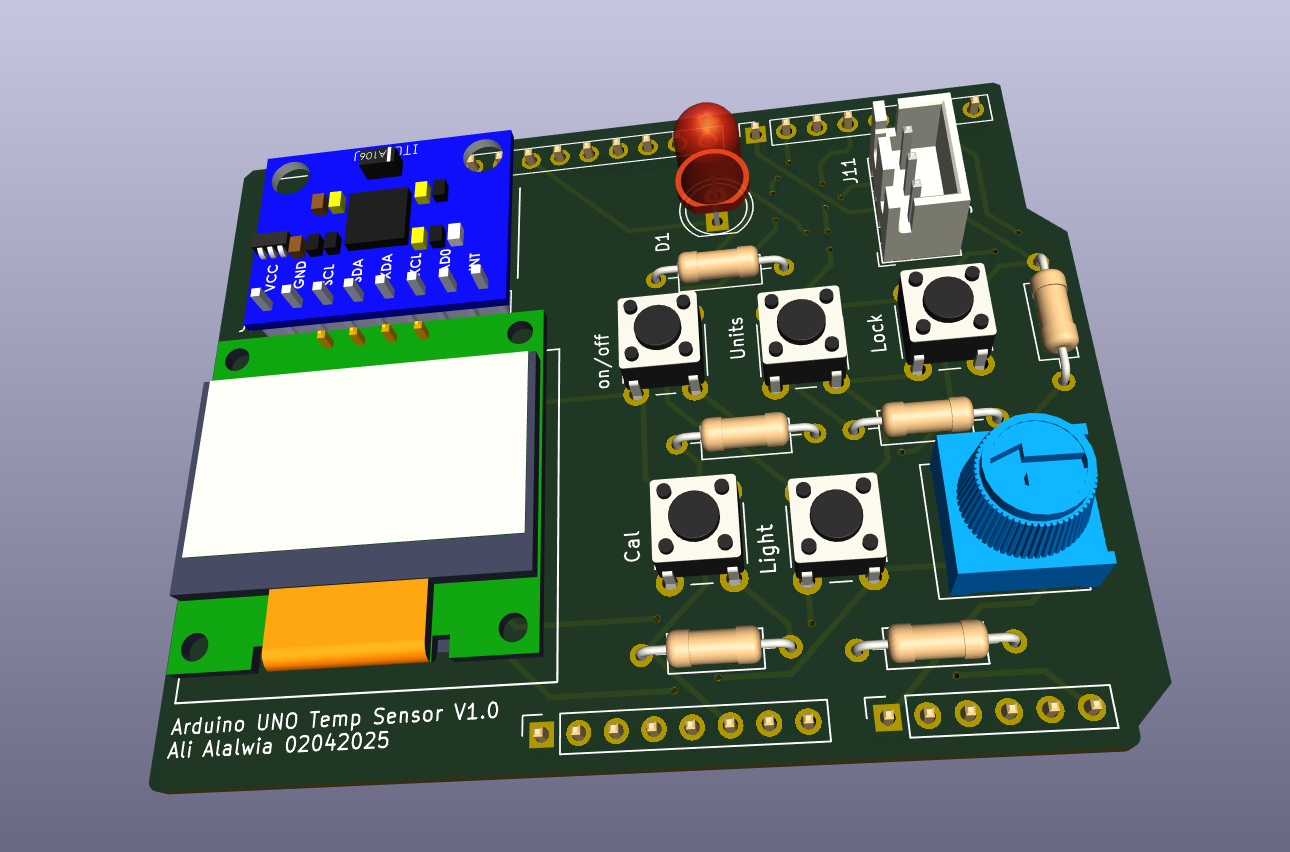 J11
D1
VCC
GND
SCL
SDA
XDA
XCL
AD0
INT
on/off
Units
Lock
Cal
Light
Arduino UNO Temp Sensor V1.0
Ali Alalwia 02042025